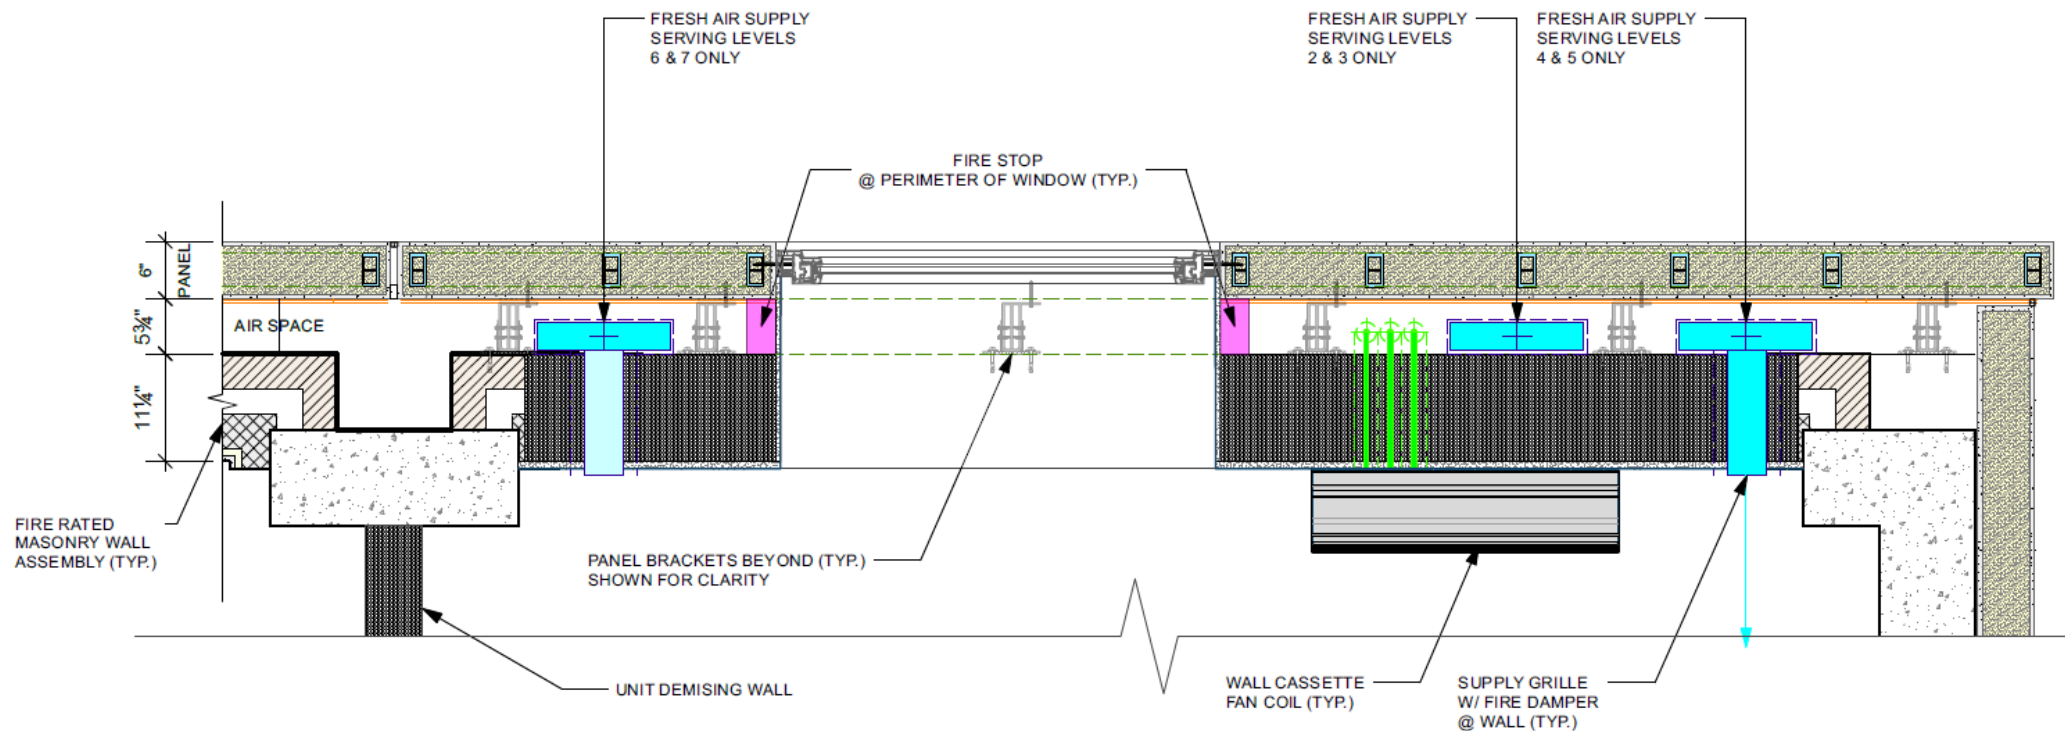 FRESH AIR SUPPLY
SERVING LEVELS
6 & 7 ONLY
FRESH AIR SUPPLY
SERVING LEVELS
2 & 3 ONLY
FRESH AIR SUPPLY
SERVING LEVELS
4 & 5 ONLY
FIRE STOP
@ PERIMETER OF WINDOW (TYP.)
6"
PANEL
5¾"
AIR SPACE
11¼"
FIRE RATED
MASONRY WALL
ASSEMBLY (TYP.)
PANEL BRACKETS BEYOND (TYP.)
SHOWN FOR CLARITY
UNIT DEMISING WALL
WALL CASSETTE
FAN COIL (TYP.)
SUPPLY GRILLE
W/ FIRE DAMPER
@ WALL (TYP.)